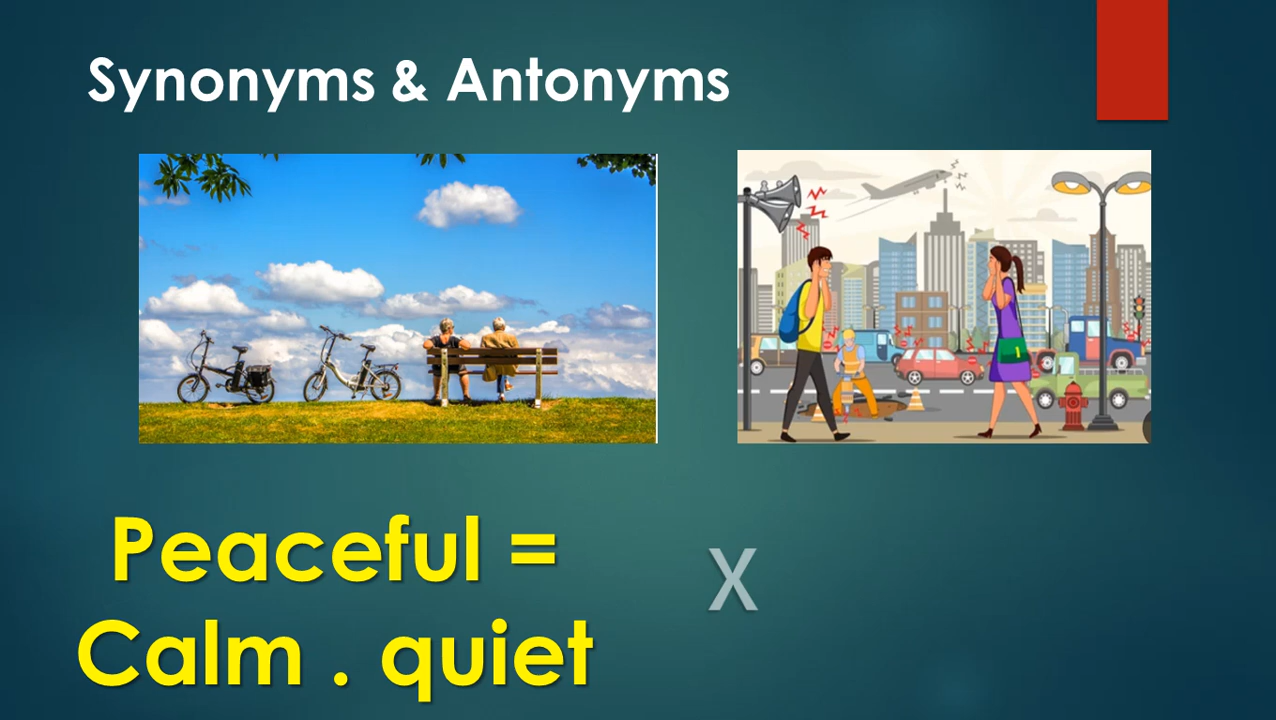 Synonyms & Antonyms
Peaceful =
Calm . quiet
X